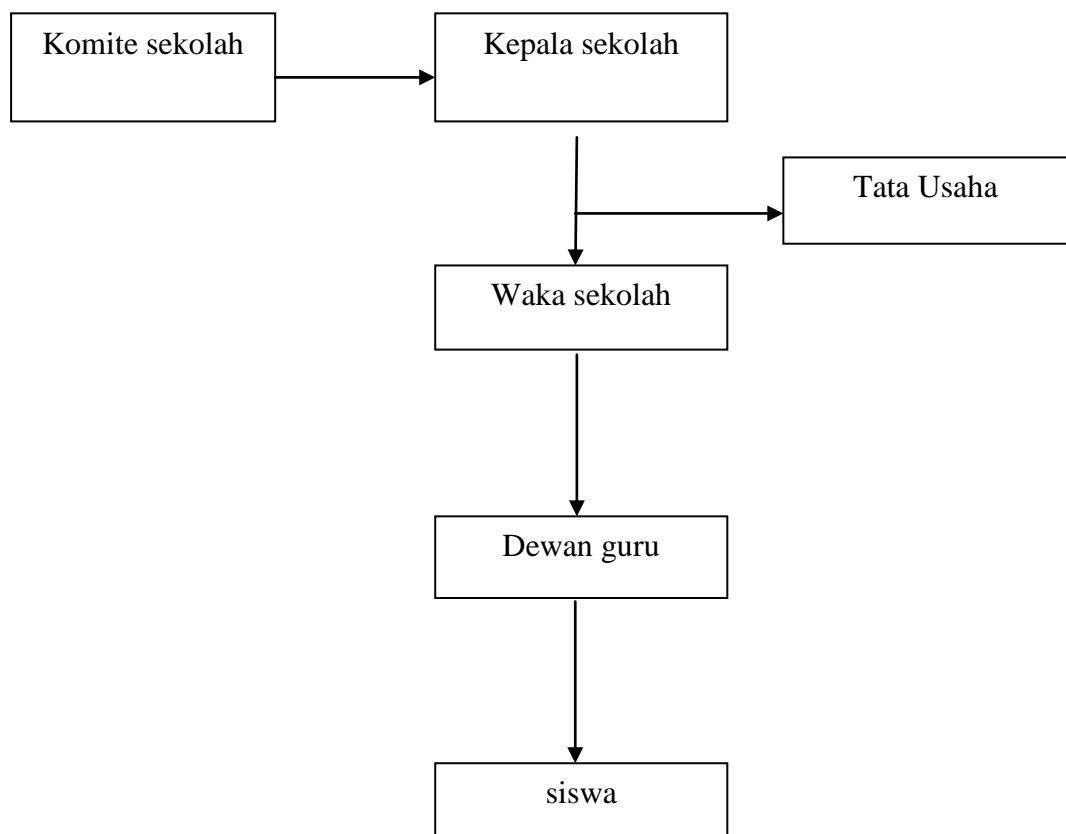 Komite sekolah
Kepala sekolah
Tata Usaha
Waka sekolah
Dewan guru
siswa